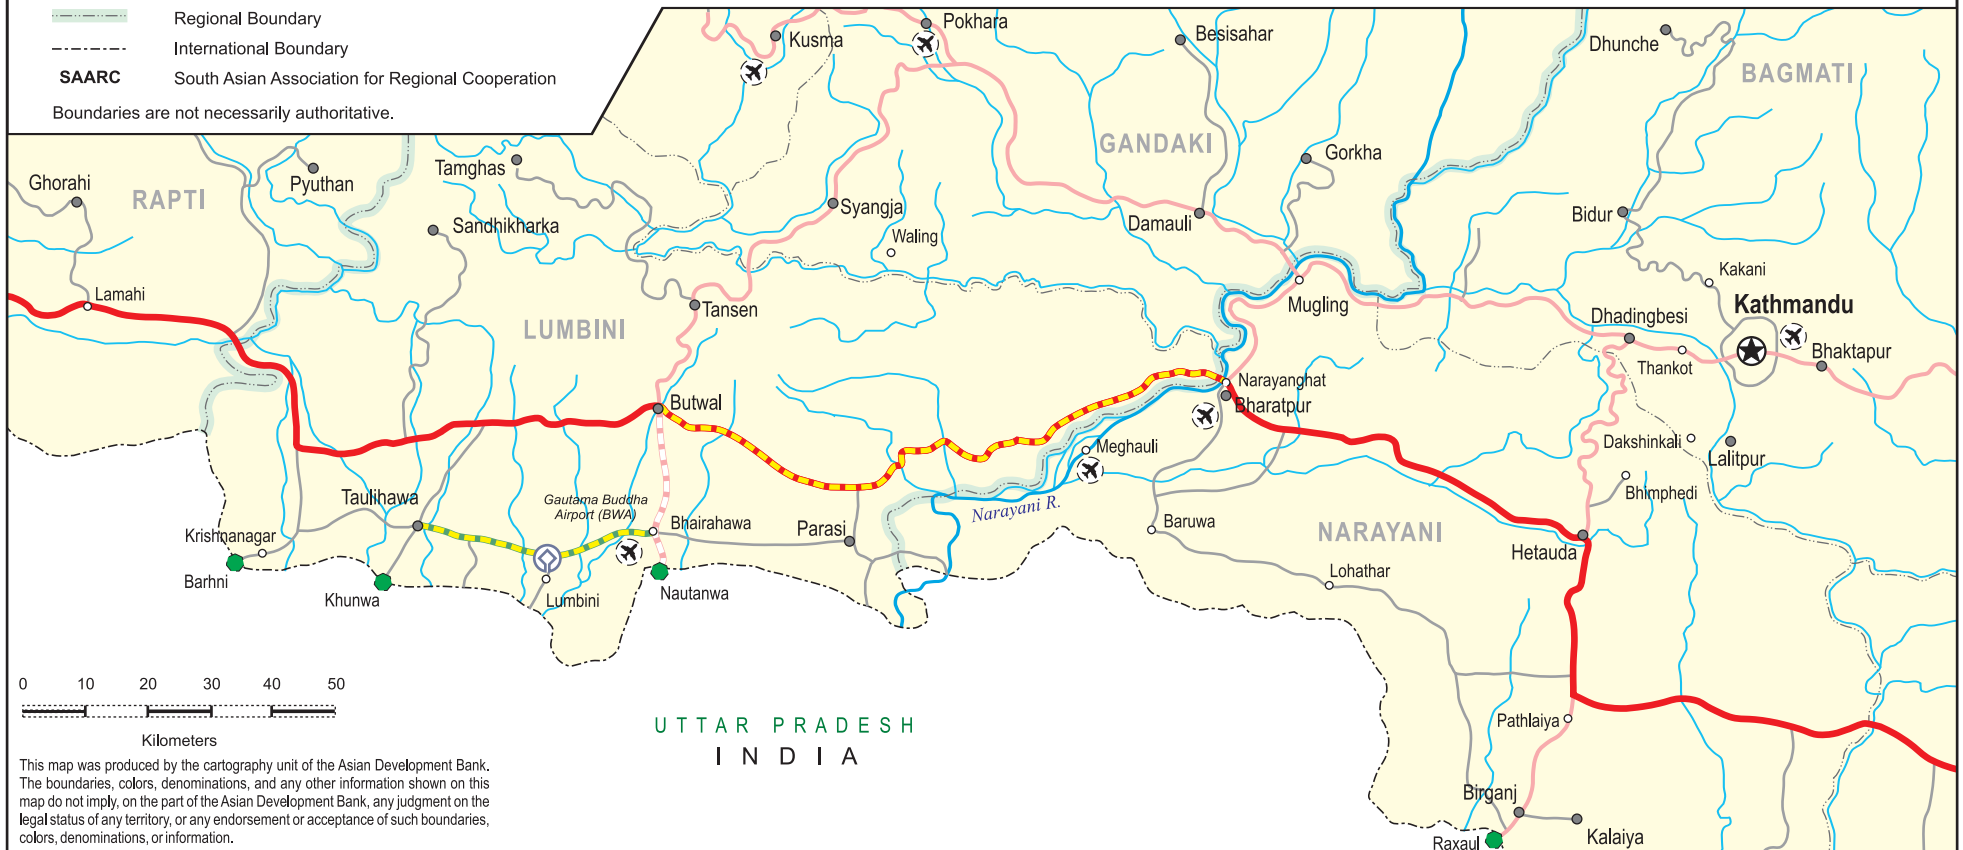 Regional Boundary
International Boundary
SAARC South Asian Association for Regional Cooperation
Boundaries are not necessarily authoritative.
Pokhara
Kusma
Besisahar
Dhunche
BAGMATI
GANDAKI
Gorkha
Tamghas
Pyuthan
Ghorahi
RAPTI
Syangja
Sandhikharka
Damauli
Bidur
Waling
Kakani
Lamahi
Tansen
Mugling
Kathmandu
LUMBINI
Dhadingbesi
Bhaktapur
Thankot
Narayanghat
Butwal
Bharatpur
Meghauli
Dakshinkali
Lalitpur
Bhimphedi
Taulihawa
Gautama Buddha
Airport (BWA)
Narayani R.
Bhairahawa
Parasi
Baruwa
NARAYANI
Krishnanagar
Hetauda
Barhni
Khunwa
Lumbini
Nautanwa
Lohathar
0 10 20 30 40 50
Kilometers
UTTAR PRADESH
INDIA
Pathlaiya
Birganj
Kalaiya
Raxaul
This map was produced by the cartography unit of the Asian Development Bank.
The boundaries, colors, denominations, and any other information shown on this
map do not imply, on the part of the Asian Development Bank, any judgment on the
legal status of any territory, or any endorsement or acceptance of such boundaries,
colors, denominations, or information.